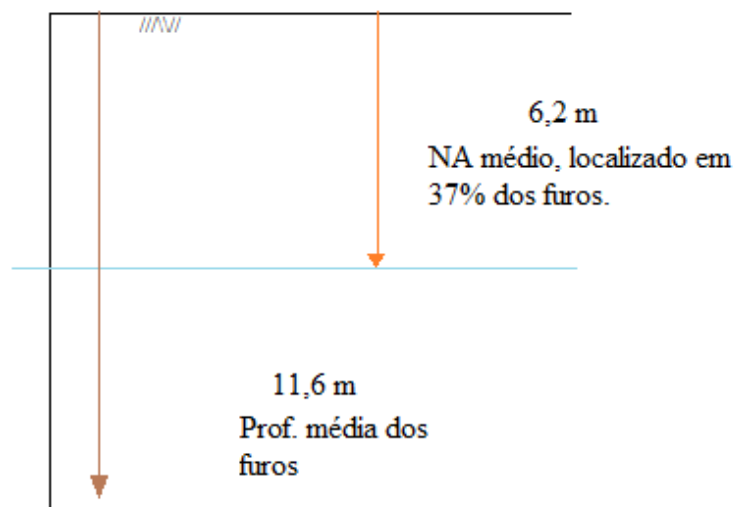 6,2 m
NA médio, localizado em
37% dos furos.
11,6 m
Prof. média dos
furos